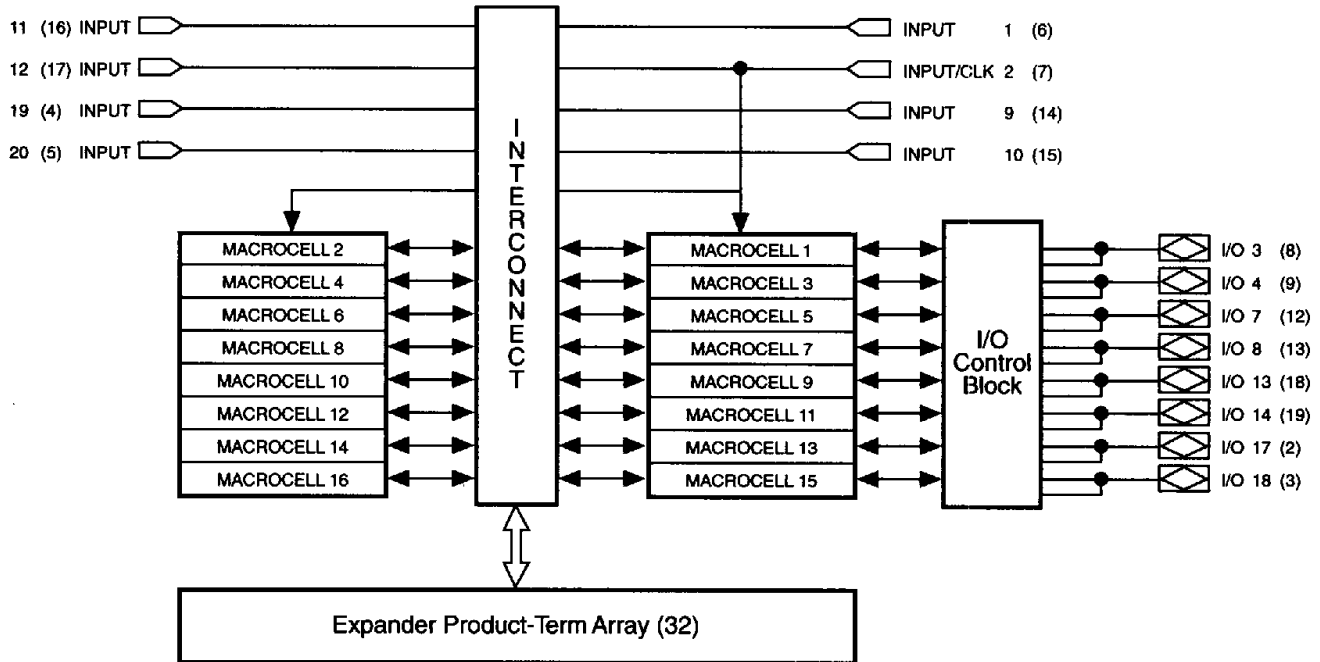 11 (16) INPUT
12 (17) INPUT
19 (4) INPUT
20 (5) INPUT
INTERCONNECT
INPUT 1 (6)
INPUT/CLK 2 (7)
INPUT 9 (14)
INPUT 10 (15)
MACROCELL 2
MACROCELL 4
MACROCELL 6
MACROCELL 8
MACROCELL 10
MACROCELL 12
MACROCELL 14
MACROCELL 16
MACROCELL 1
MACROCELL 3
MACROCELL 5
MACROCELL 7
MACROCELL 9
MACROCELL 11
MACROCELL 13
MACROCELL 15
I/O
Control
Block
I/O 3 (8)
I/O 4 (9)
I/O 7 (12)
I/O 8 (13)
I/O 13 (18)
I/O 14 (19)
I/O 17 (2)
I/O 18 (3)
Expander Product-Term Array (32)